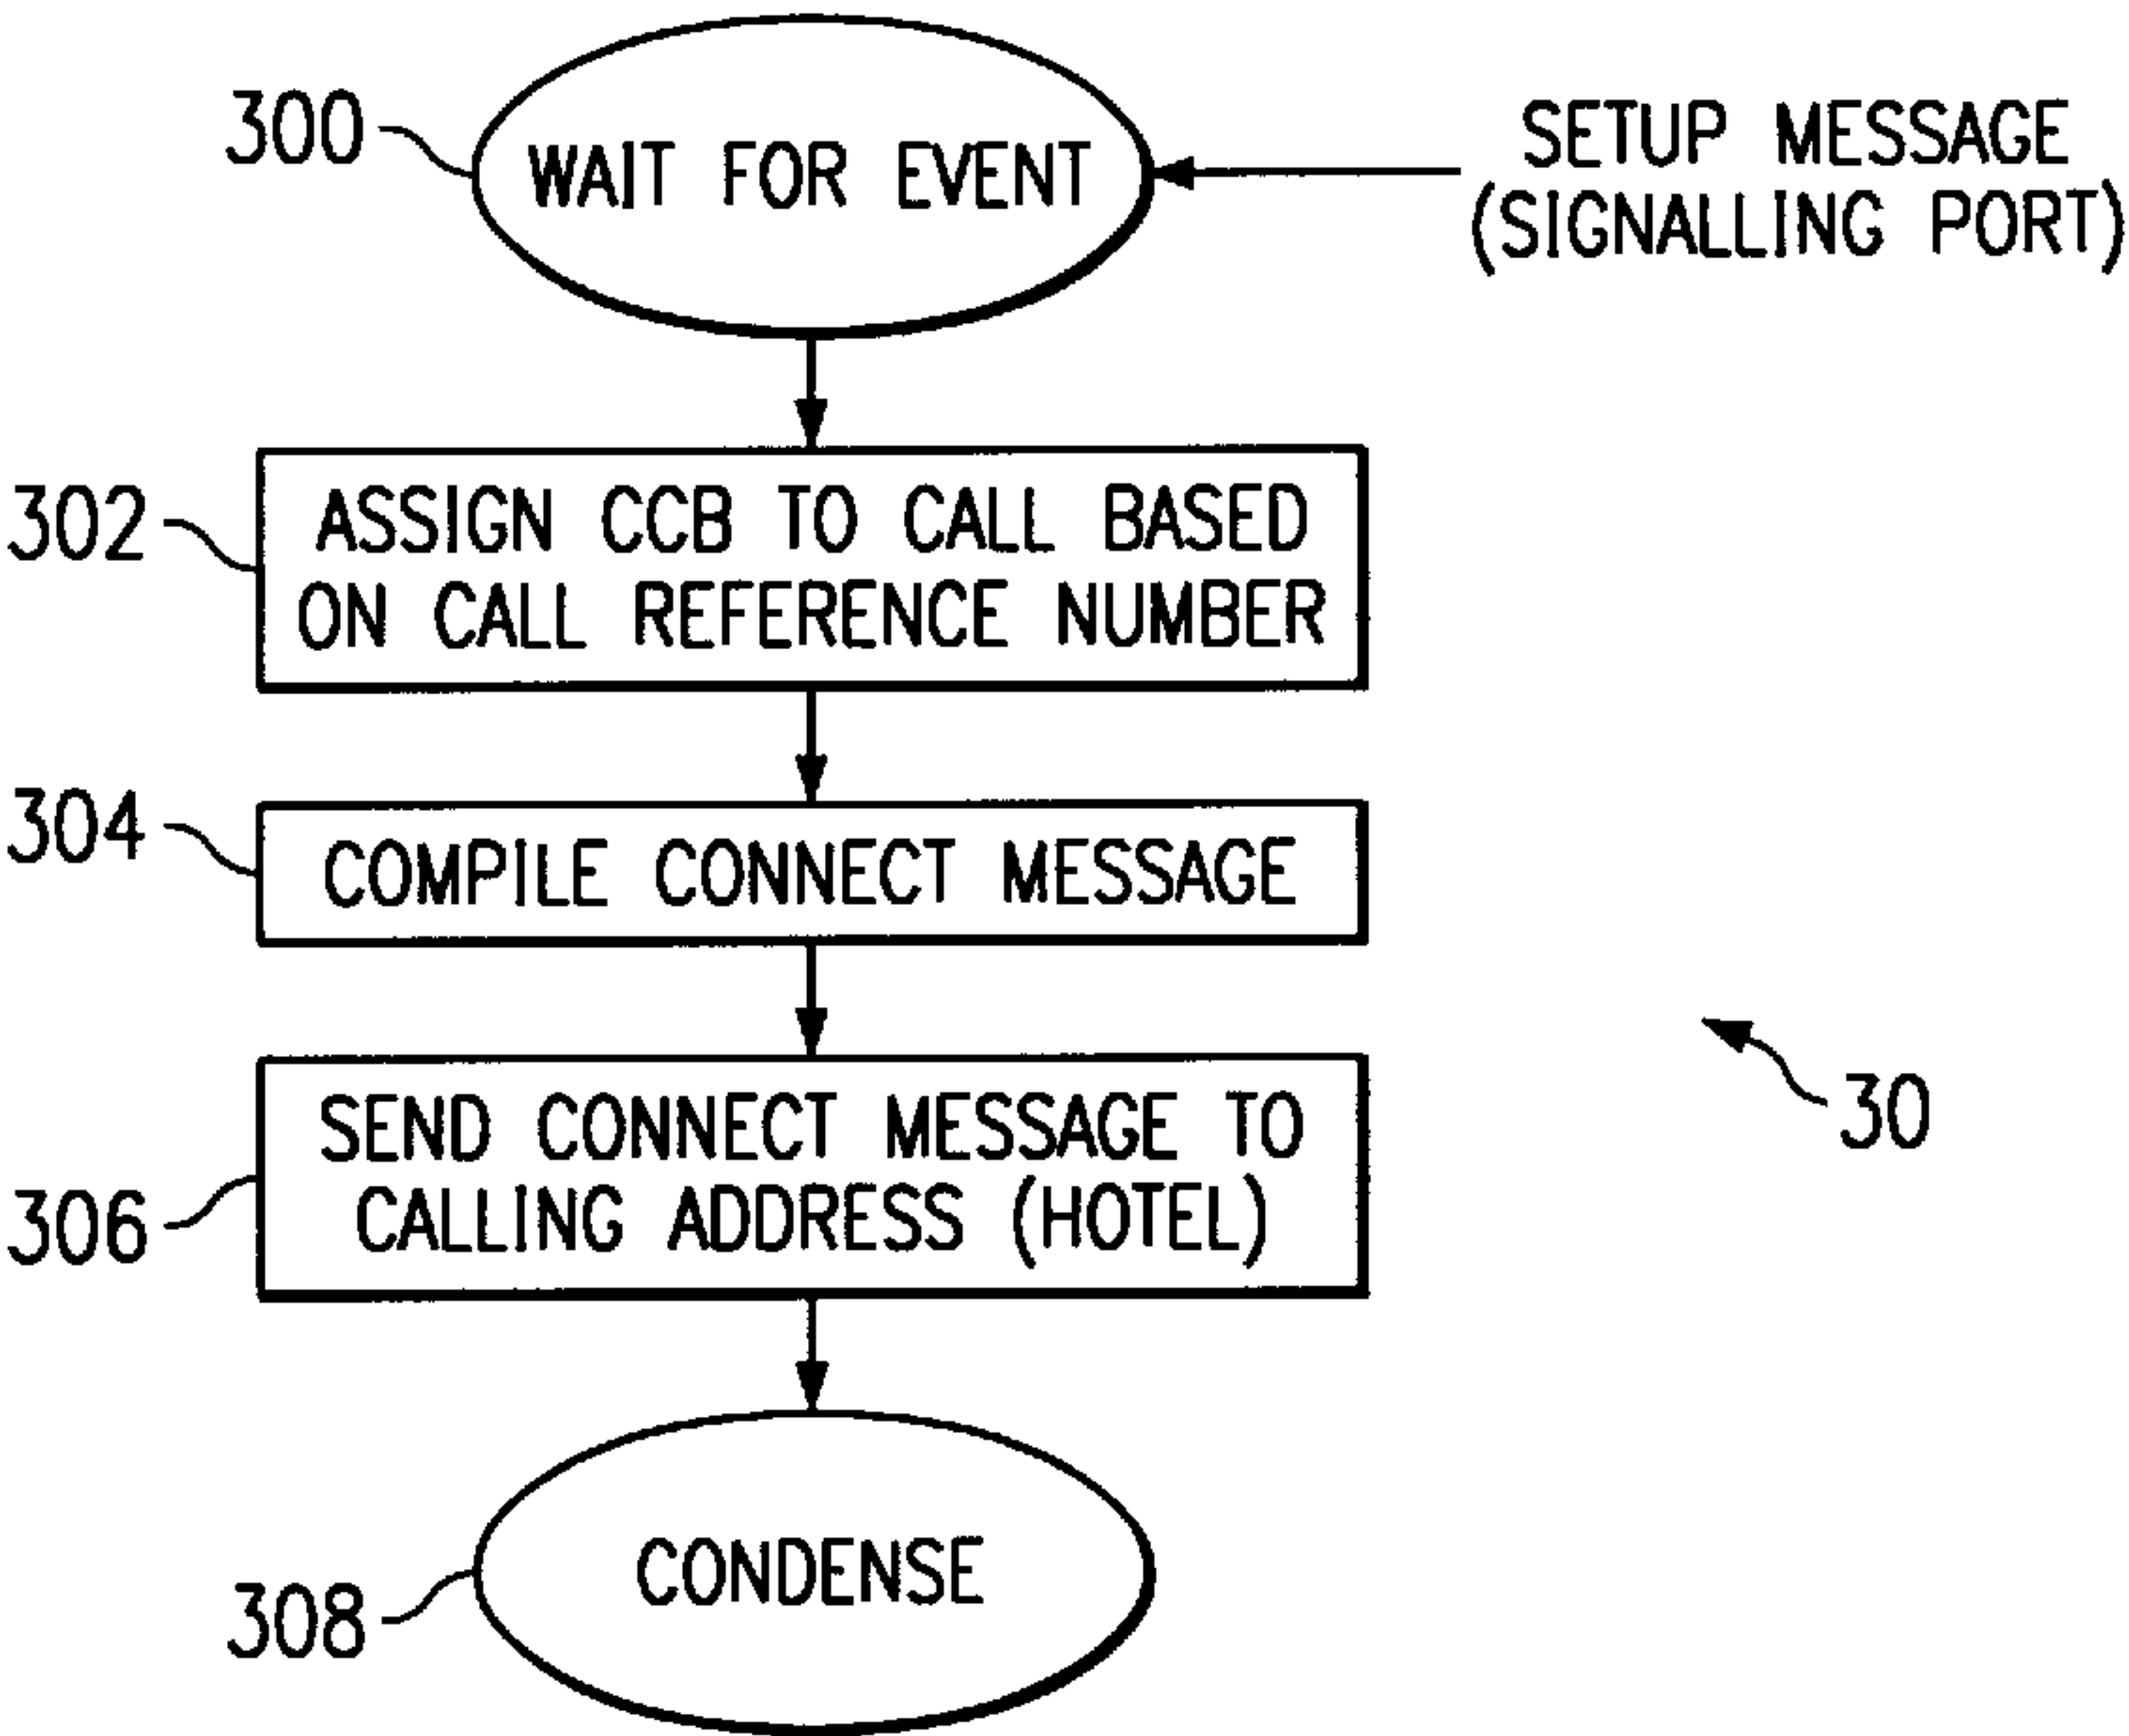 300
WAIT FOR EVENT
SETUP MESSAGE
(SIGNALLING PORT)
302
ASSIGN CCB TO CALL BASED
ON CALL REFERENCE NUMBER
304
COMPILE CONNECT MESSAGE
306
SEND CONNECT MESSAGE TO
CALLING ADDRESS (HOTEL)
30
308
CONDENSE